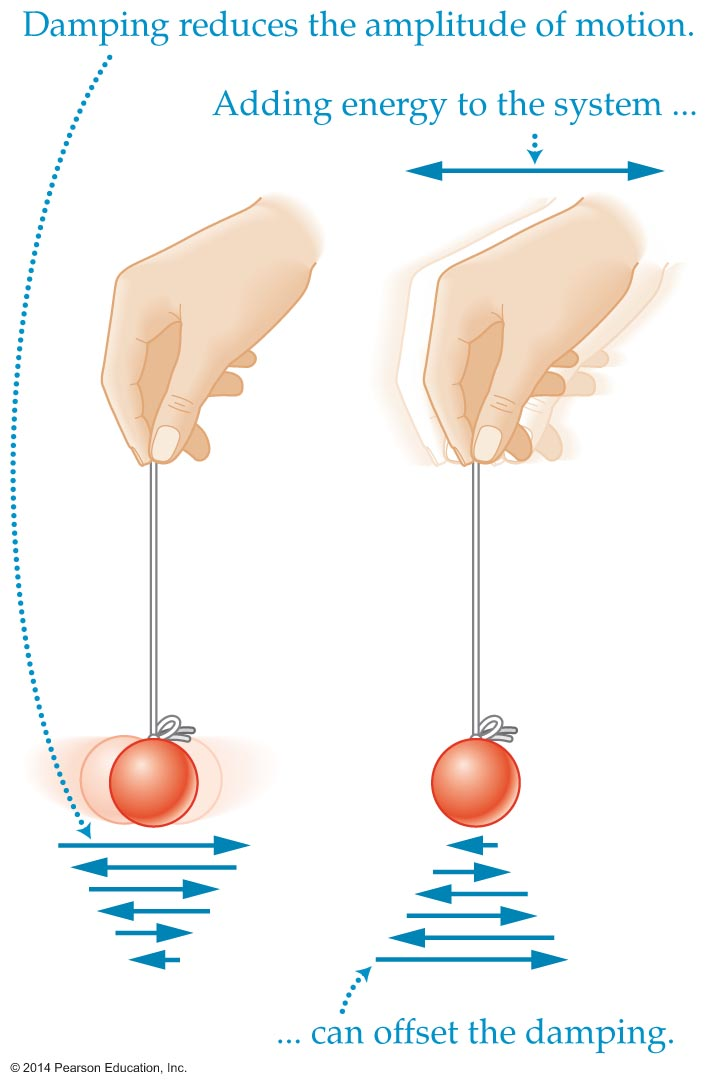 Damping reduces the amplitude of motion.
Adding energy to the system ...
... can offset the damping.
© 2014 Pearson Education, Inc.